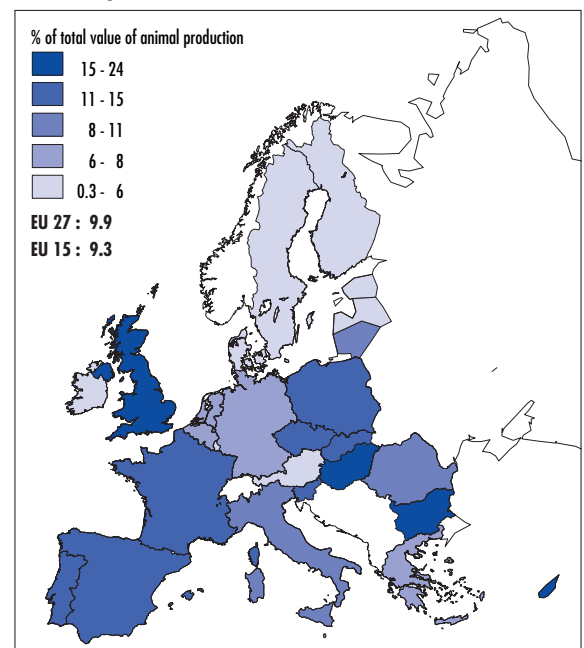 % of total value of animal production
15 - 24
11 - 15
8 - 11
6 - 8
0.3 - 6
EU 27 : 9.9
EU 15 : 9.3